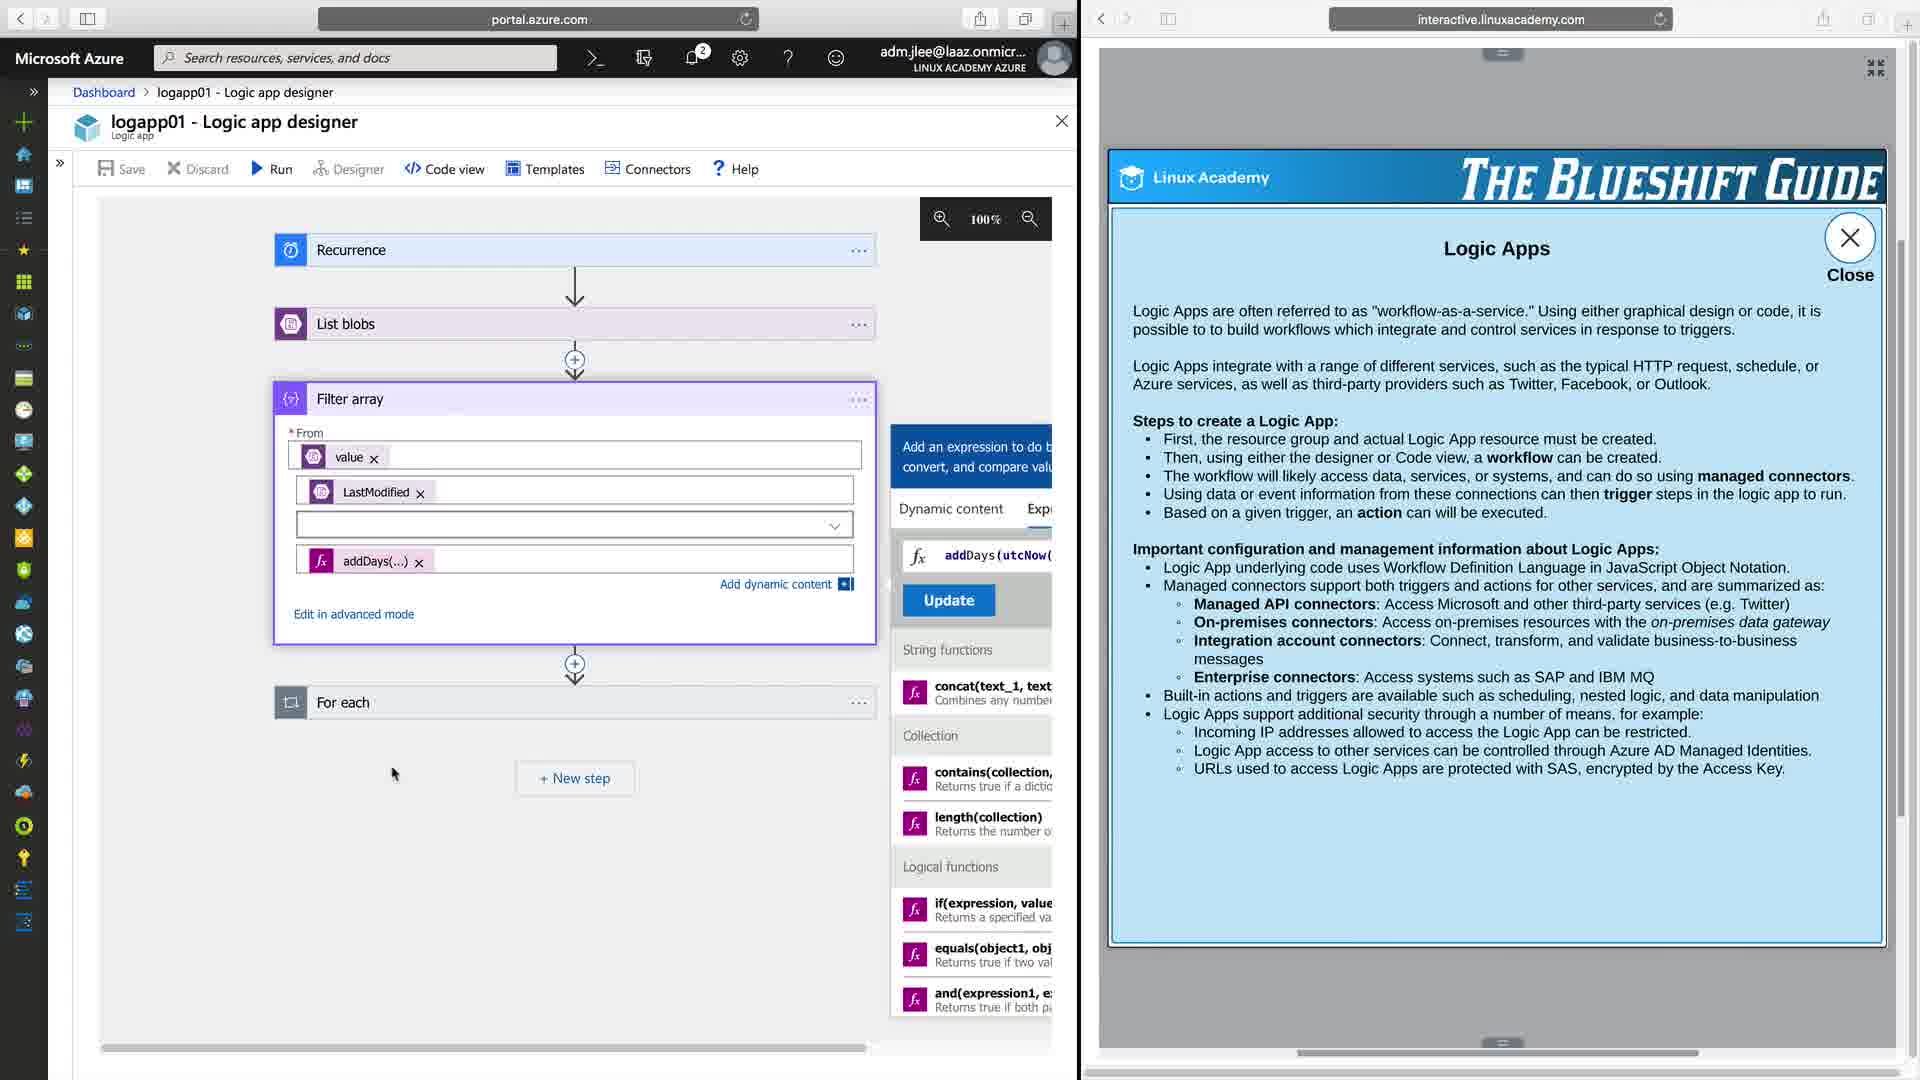 portal.azure.com
Microsoft Azure
Search resources, services, and docs
2
adm.jlee@laaz.onmicr...
LINUX ACADEMY AZURE
Dashboard > logapp01 - Logic app designer
logapp01 - Logic app designer
Logic app
Save
Discard
Run
Designer
Code view
Templates
Connectors
Help
100%
Recurrence
List blobs
Filter array
* From
value
LastModified
addDays(...)
Add dynamic content
Edit in advanced mode
For each
+ New step
Add an expression to do b
convert, and compare valu
Dynamic content
Expr
fx addDays(utcNow(
Update
String functions
concat(text_1, text
Combines any number
Collection
contains(collection,
Returns true if a dictio
length(collection)
Returns the number o
Logical functions
if(expression, value
Returns a specified va
equals(object1, obj
Returns true if two val
and(expression1, ex
Returns true if both pa
interactive.linuxacademy.com
Linux Academy
THE BLUESHIFT GUIDE
Logic Apps
Close
Logic Apps are often referred to as "workflow-as-a-service." Using either graphical design or code, it is
possible to to build workflows which integrate and control services in response to triggers.
Logic Apps integrate with a range of different services, such as the typical HTTP request, schedule, or
Azure services, as well as third-party providers such as Twitter, Facebook, or Outlook.
Steps to create a Logic App:
• First, the resource group and actual Logic App resource must be created.
• Then, using either the designer or Code view, a workflow can be created.
• The workflow will likely access data, services, or systems, and can do so using managed connectors.
• Using data or event information from these connections can then trigger steps in the logic app to run.
• Based on a given trigger, an action can will be executed.
Important configuration and management information about Logic Apps:
• Logic App underlying code uses Workflow Definition Language in JavaScript Object Notation.
• Managed connectors support both triggers and actions for other services, and are summarized as:
◦ Managed API connectors: Access Microsoft and other third-party services (e.g. Twitter)
◦ On-premises connectors: Access on-premises resources with the on-premises data gateway
◦ Integration account connectors: Connect, transform, and validate business-to-business
messages
◦ Enterprise connectors: Access systems such as SAP and IBM MQ
• Built-in actions and triggers are available such as scheduling, nested logic, and data manipulation
• Logic Apps support additional security through a number of means, for example:
◦ Incoming IP addresses allowed to access the Logic App can be restricted.
◦ Logic App access to other services can be controlled through Azure AD Managed Identities.
◦ URLs used to access Logic Apps are protected with SAS, encrypted by the Access Key.